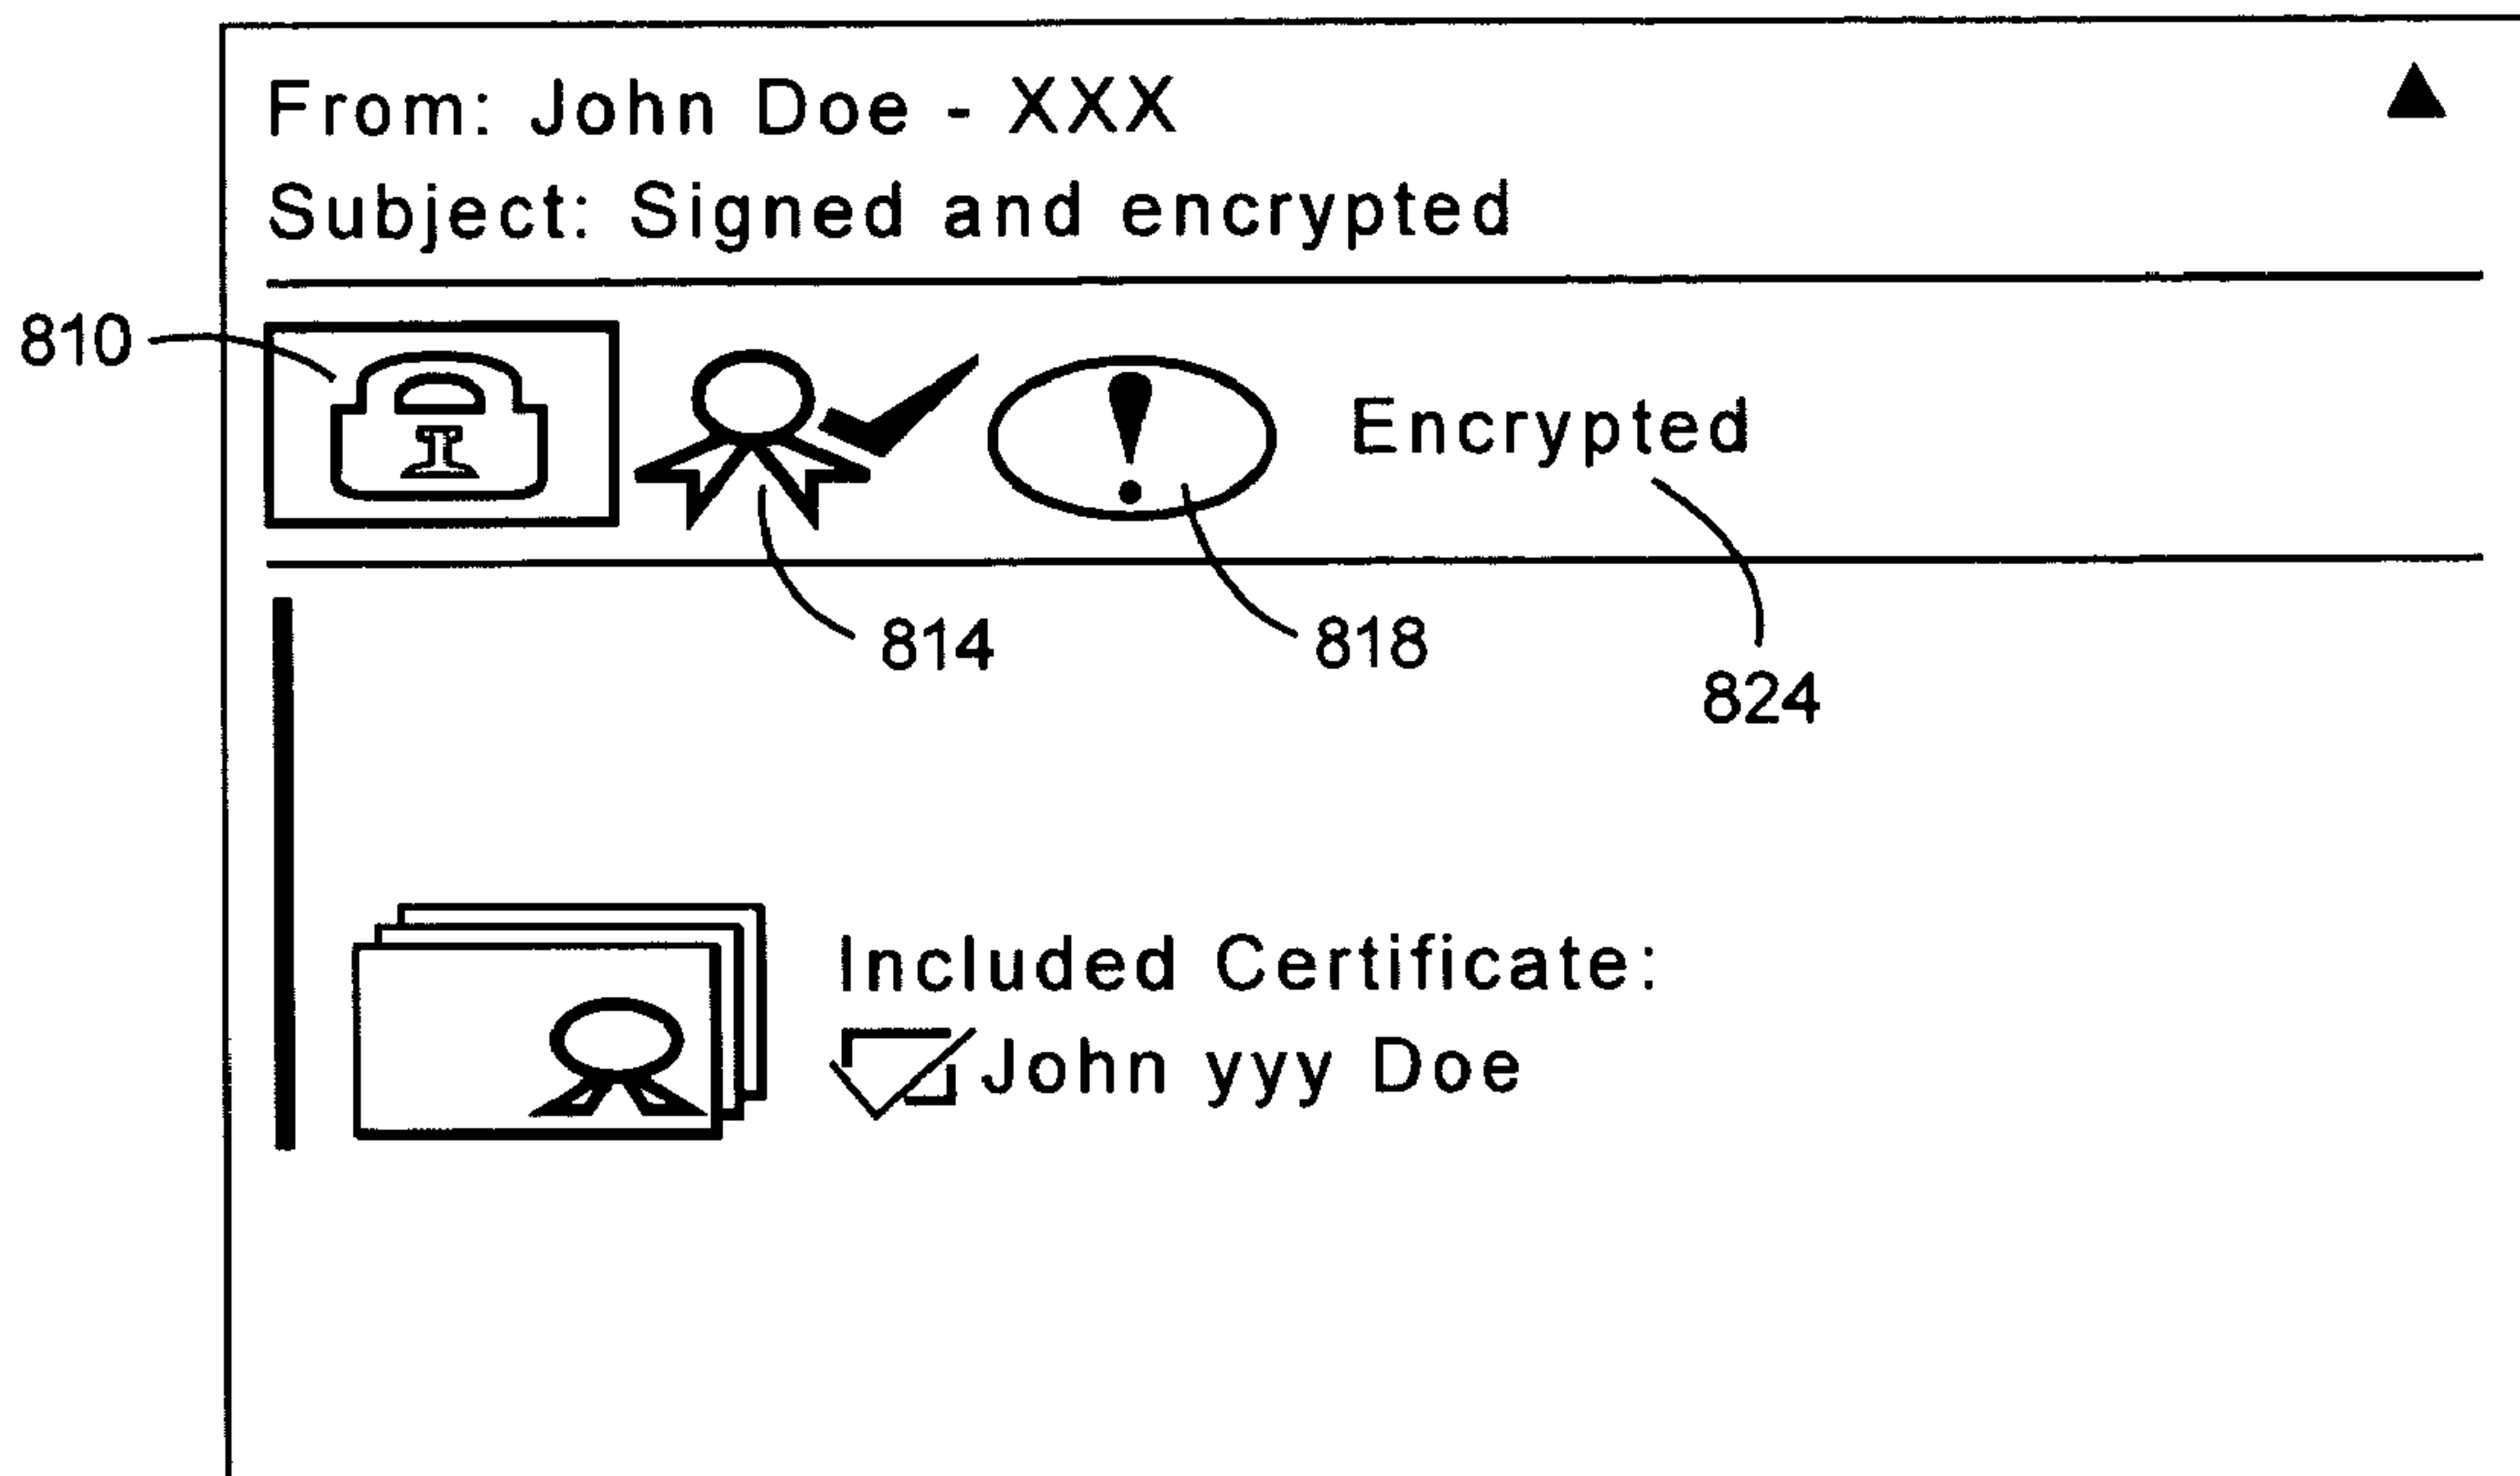 From: John Doe - XXX
Subject: Signed and encrypted
810
Encrypted
814
818
824
Included Certificate:
John yyy Doe